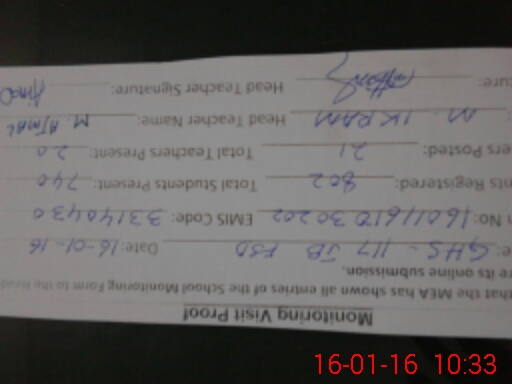 Monitoring Visit Proof
that the MEA has shown all entries of the School Monitoring Form to the Head
re its online submission.
e: GHS - 117 JB FSD Date: 16-01-16
No: EMIS Code: 33140430
nts Registered: 802 Total Students Present: 740
ers Posted: 21 Total Teachers Present: 20
M. IKRAM Head Teacher Name: M. AJMAL
ure: Head Teacher Signature:
16-01-16 10:33